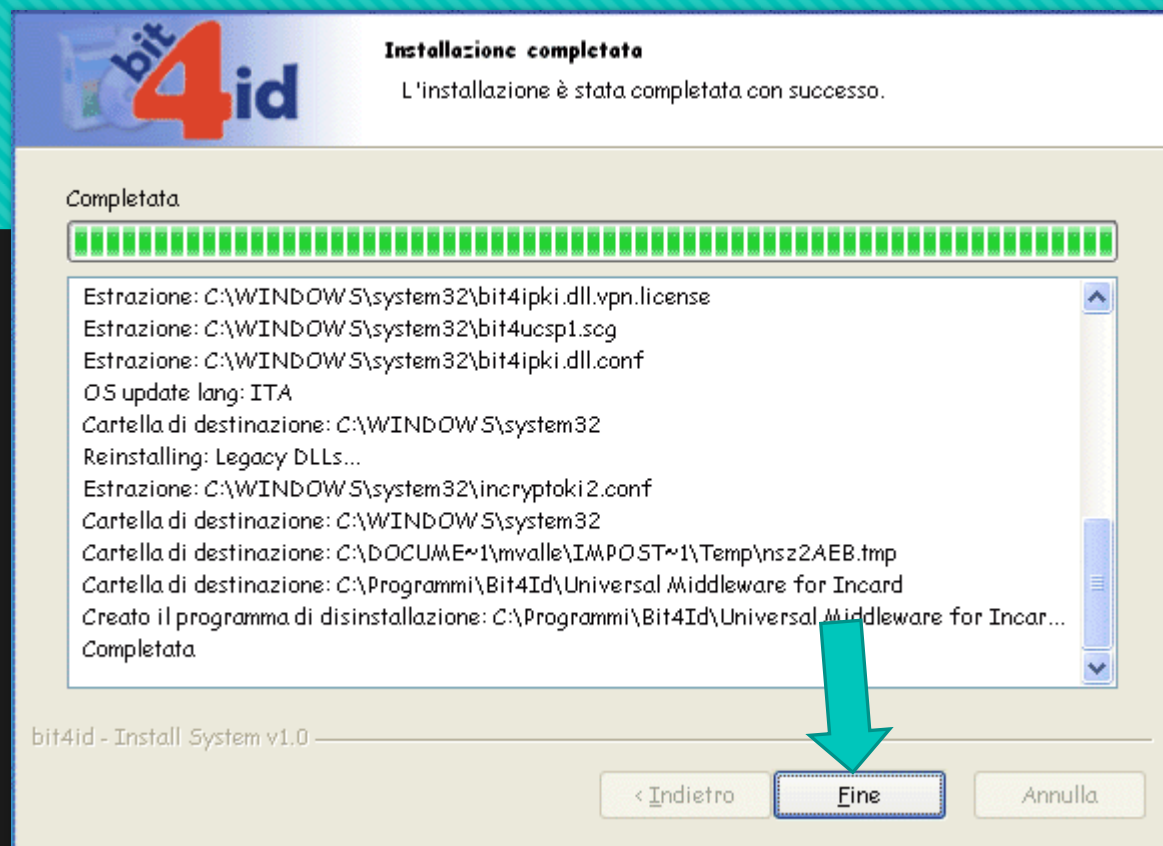 bit4id
Installazione completata
L'installazione è stata completata con successo.
Completata
Estrazione: C:\WINDOWS\system32\bit4ipki.dll.vpn.license
Estrazione: C:\WINDOWS\system32\bit4ucsp1.scg
Estrazione: C:\WINDOWS\system32\bit4ipki.dll.conf
OS update lang: ITA
Cartella di destinazione: C:\WINDOWS\system32
Reinstalling: Legacy DLLs...
Estrazione: C:\WINDOWS\system32\incryptoki2.conf
Cartella di destinazione: C:\WINDOWS\system32
Cartella di destinazione: C:\DOCUME~1\mvalle\IMPOST~1\Temp\nsz2AEB.tmp
Cartella di destinazione: C:\Programmi\Bit4Id\Universal Middleware for Incard
Creato il programma di disinstallazione: C:\Programmi\Bit4Id\Universal Middleware for Incar...
Completata
bit4id - Install System v1.0
< Indietro
Fine
Annulla